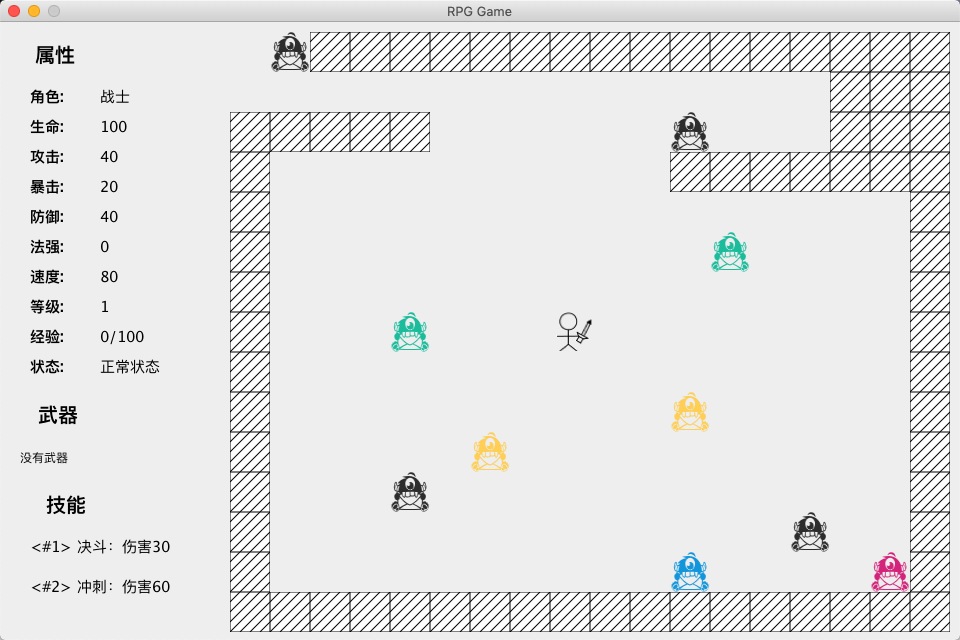 RPG Game
属性
角色: 战士
生命: 100
攻击: 40
暴击: 20
防御: 40
法强: 0
速度: 80
等级: 1
经验: 0/100
状态: 正常状态
武器
没有武器
技能
<#1> 决斗：伤害30
<#2> 冲刺：伤害60